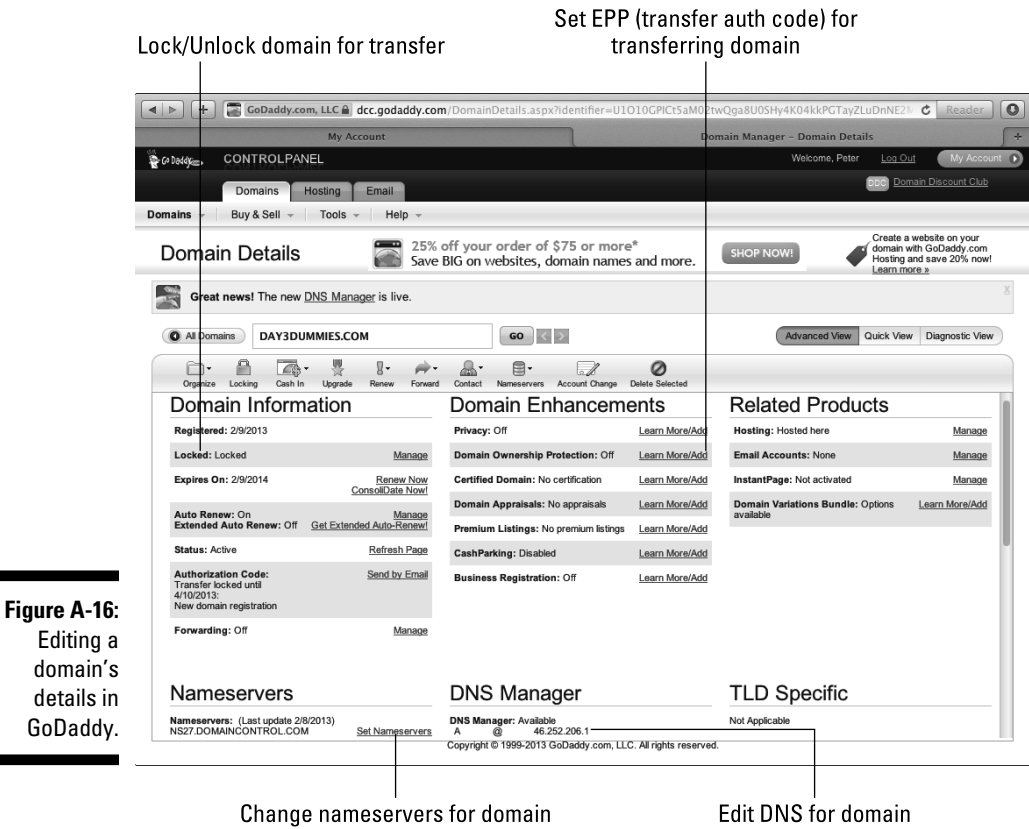 Set EPP (transfer auth code) for
transferring domain
Lock/Unlock domain for transfer
GoDaddy.com, LLC dcc.godaddy.com/DomainDetails.aspx?identifier=
Reader
My Account
Domain Manager – Domain Details
Go Daddy.com
CONTROLPANEL
Welcome, Peter
Log Out
My Account
Domains
Hosting
Email
DDC
Domain Discount Club
Domains
Buy & Sell
Tools
Help
Domain Details
25% off your order of $75 or more*
Save BIG on websites, domain names and more.
SHOP NOW!
Create a website on your
domain with GoDaddy.com
Hosting and save 20% now!
Learn more »
Great news! The new DNS Manager is live.
X
All Domains
DAY3DUMMIES.COM
GO
Advanced View
Quick View
Diagnostic View
Organize
Locking
Cash In
Upgrade
Renew
Forward
Contact
Nameservers
Account Change
Delete Selected
Domain Information
Registered: 2/9/2013
Locked: Locked Manage
Expires On: 2/9/2014 Renew Now
ConsoliDate Now!
Auto Renew: On Manage
Extended Auto Renew: Off Get Extended Auto-Renew!
Status: Active Refresh Page
Authorization Code: Send by Email
Transfer locked until
4/10/2013:
New domain registration
Forwarding: Off Manage
Domain Enhancements
Privacy: Off Learn More/Add
Domain Ownership Protection: Off Learn More/Add
Certified Domain: No certification Learn More/Add
Domain Appraisals: No appraisals Learn More/Add
Premium Listings: No premium listings Learn More/Add
CashParking: Disabled Learn More/Add
Business Registration: Off Learn More/Add
Related Products
Hosting: Hosted here Manage
Email Accounts: None Manage
InstantPage: Not activated Manage
Domain Variations Bundle: Options Learn More/Add
available
Nameservers
Nameservers: (Last update 2/8/2013)
NS27.DOMAINCONTROL.COM Set Nameservers
DNS Manager
DNS Manager: Available
A @ 46.252.206.1
TLD Specific
Not Applicable
Copyright © 1999-2013 GoDaddy.com, LLC. All rights reserved.
Figure A-16:
Editing a
domain's
details in
GoDaddy.
Change nameservers for domain
Edit DNS for domain